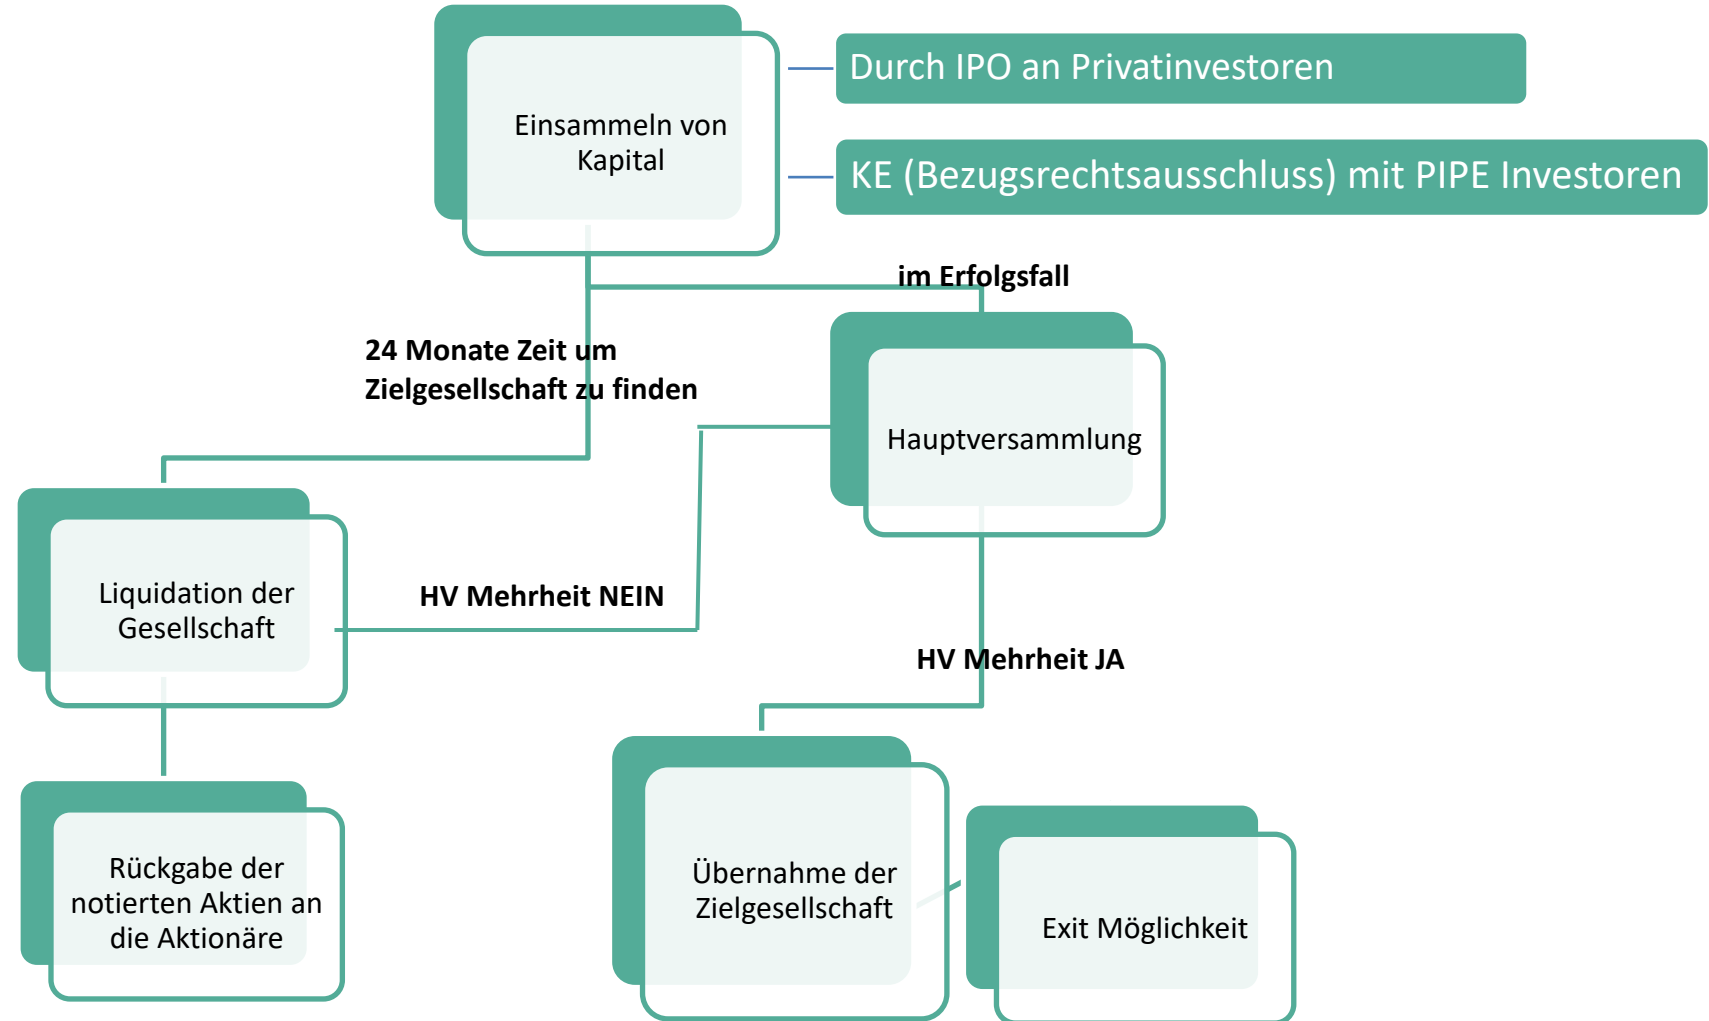 Einsammeln von
Kapital
Durch IPO an Privatinvestoren
KE (Bezugsrechtsausschluss) mit PIPE Investoren
im Erfolgsfall
24 Monate Zeit um
Zielgesellschaft zu finden
Hauptversammlung
Liquidation der
Gesellschaft
HV Mehrheit NEIN
HV Mehrheit JA
Rückgabe der
notierten Aktien an
die Aktionäre
Übernahme der
Zielgesellschaft
Exit Möglichkeit